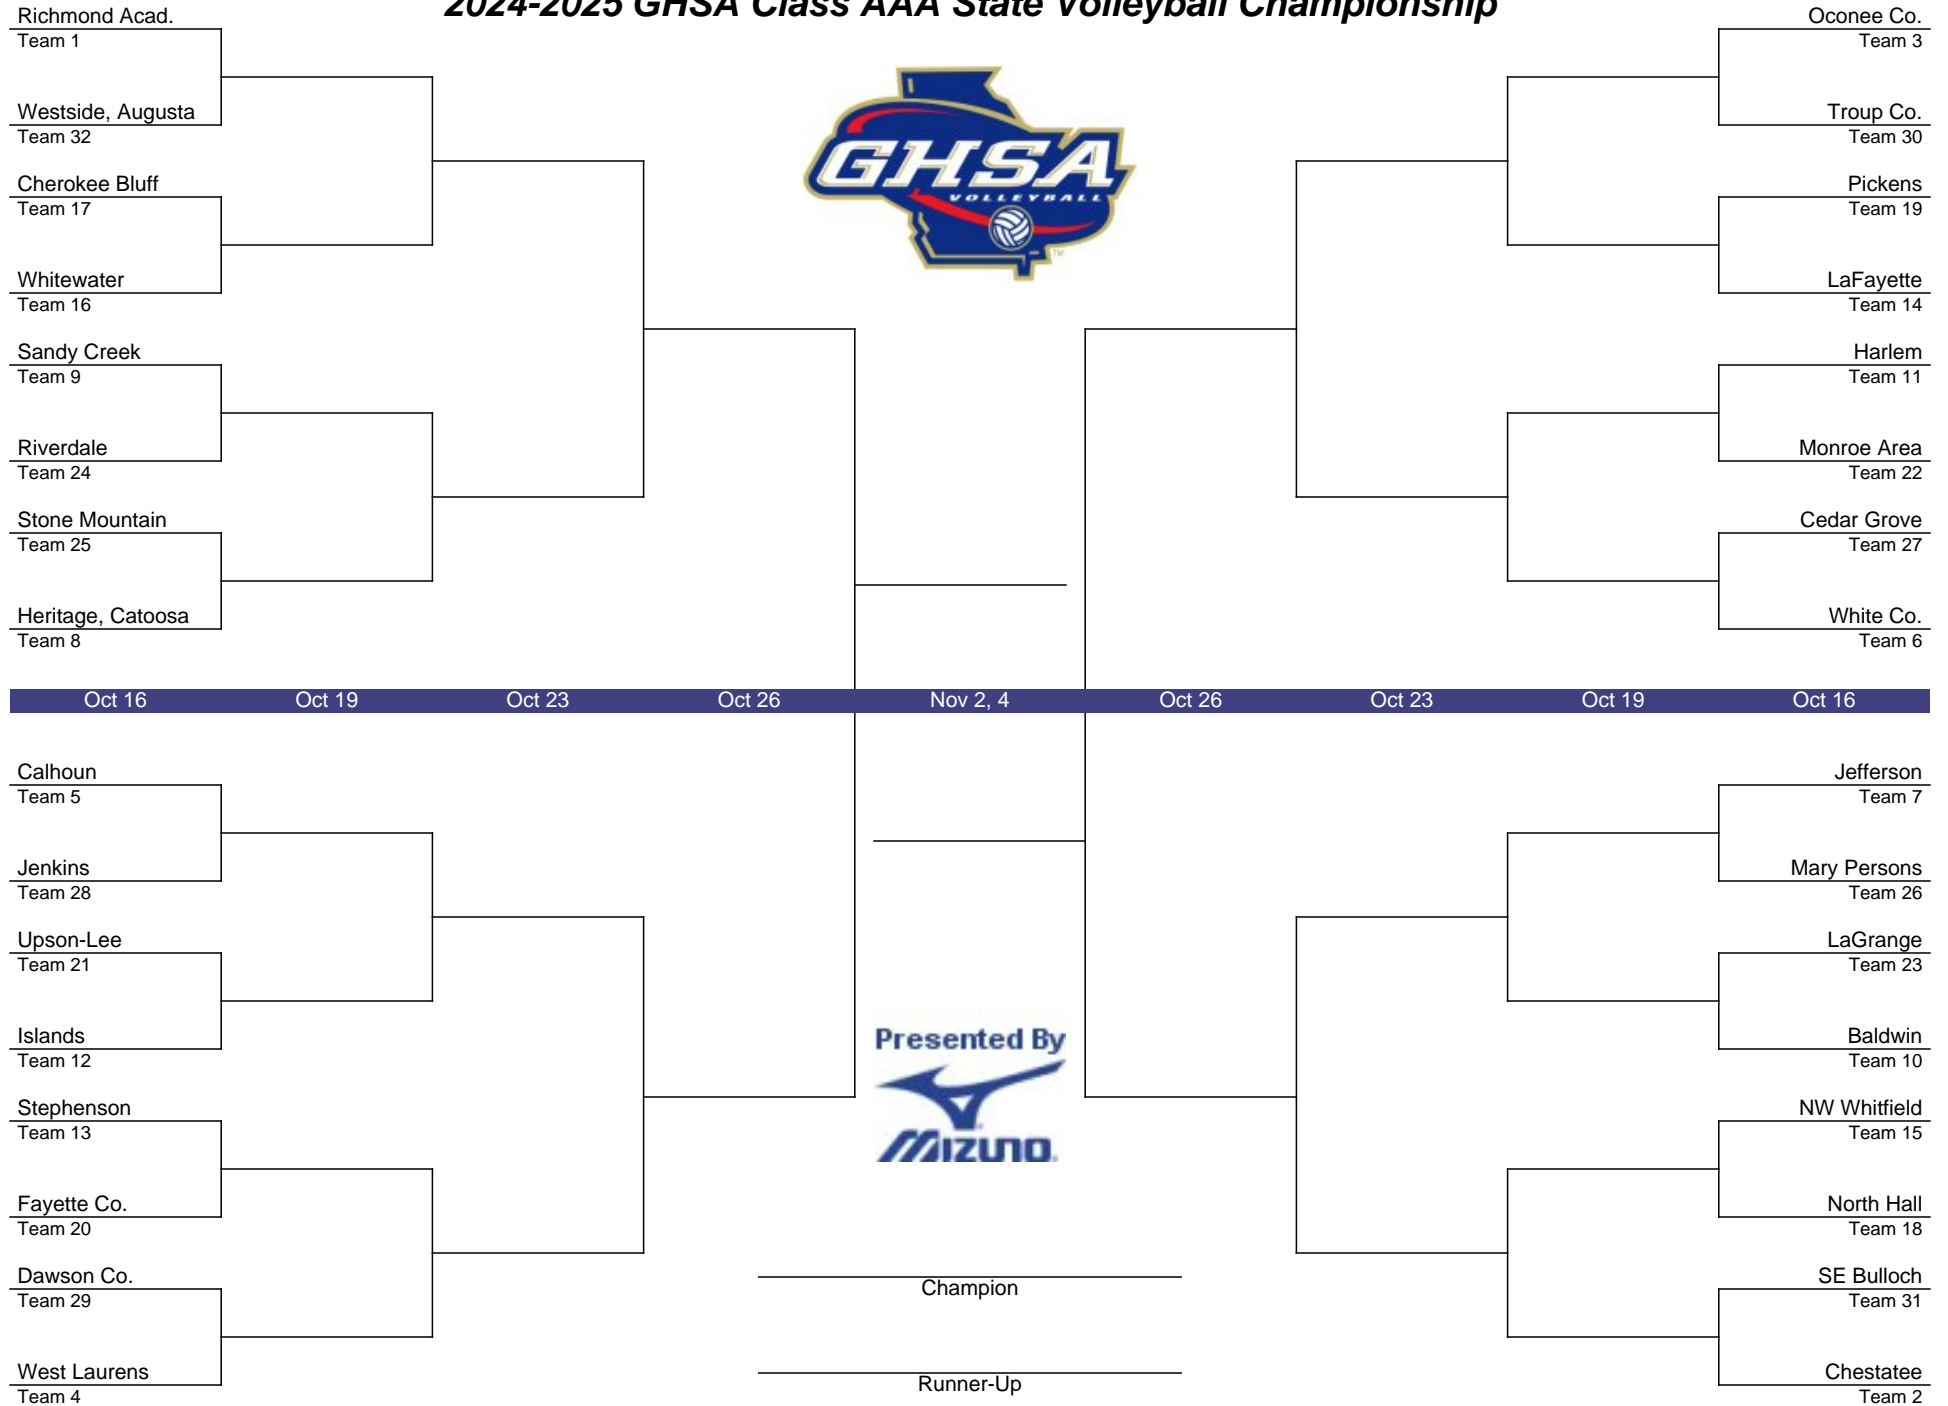 2024-2025 GHSA Class AAA State Volleyball Championship
Richmond Acad.
Team 1
Westside, Augusta
Team 32
Cherokee Bluff
Team 17
Whitewater
Team 16
Sandy Creek
Team 9
Riverdale
Team 24
Stone Mountain
Team 25
Heritage, Catoosa
Team 8
GHSA
VOLLEYBALL
TM
Oconee Co.
Team 3
Troup Co.
Team 30
Pickens
Team 19
LaFayette
Team 14
Harlem
Team 11
Monroe Area
Team 22
Cedar Grove
Team 27
White Co.
Team 6
Oct 16 Oct 19 Oct 23 Oct 26 Nov 2, 4 Oct 26 Oct 23 Oct 19 Oct 16
Calhoun
Team 5
Jenkins
Team 28
Upson-Lee
Team 21
Islands
Team 12
Stephenson
Team 13
Fayette Co.
Team 20
Dawson Co.
Team 29
West Laurens
Team 4
Presented By
MIZUNO
Champion
Runner-Up
Jefferson
Team 7
Mary Persons
Team 26
LaGrange
Team 23
Baldwin
Team 10
NW Whitfield
Team 15
North Hall
Team 18
SE Bulloch
Team 31
Chestatee
Team 2